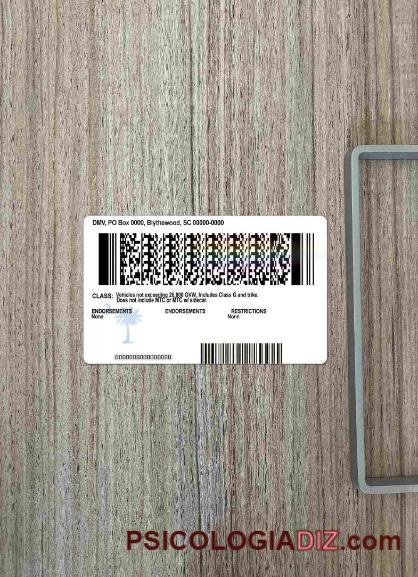 DMV, PO Box 0000, Blythewood, SC 00000-0000
CLASS: Vehicles not exceeding 26,000 GVW. Includes Class G and trike.
Does not include MTC or MTC w/ sidecar.
ENDORSEMENTS ENDORSEMENTS RESTRICTIONS
None None
0000000000000000
PSICOLOGIADIZ.com